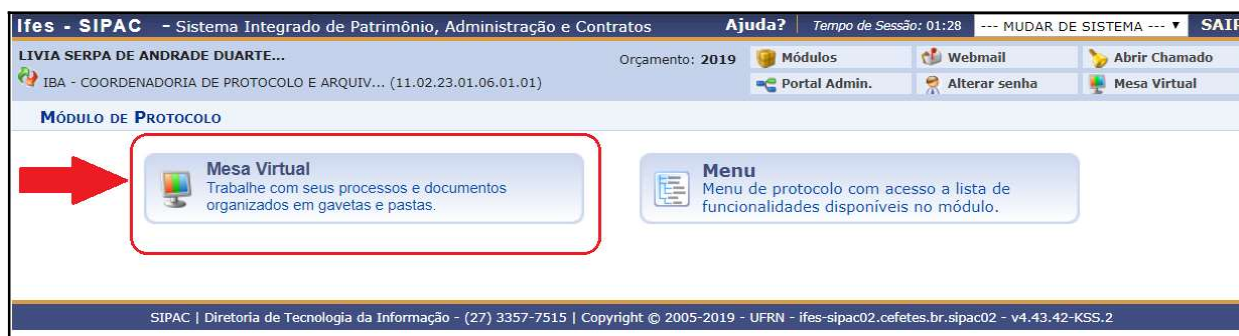 Ifes - SIPAC - Sistema Integrado de Patrimônio, Administração e Contratos Ajuda? Tempo de Sessão: 01:28 --- MUDAR DE SISTEMA --- SAIR
LIVIA SERPA DE ANDRADE DUARTE... Orçamento: 2019 Módulos Webmail Abrir Chamado
IBA - COORDENADORIA DE PROTOCOLO E ARQUIV... (11.02.23.01.06.01.01) Portal Admin. Alterar senha Mesa Virtual
MÓDULO DE PROTOCOLO
Mesa Virtual
Trabalhe com seus processos e documentos
organizados em gavetas e pastas.
Menu
Menu de protocolo com acesso a lista de
funcionalidades disponíveis no módulo.
SIPAC | Diretoria de Tecnologia da Informação - (27) 3357-7515 | Copyright © 2005-2019 - UFRN - ifes-sipac02.cefetes.br.sipac02 - v4.43.42-KSS.2